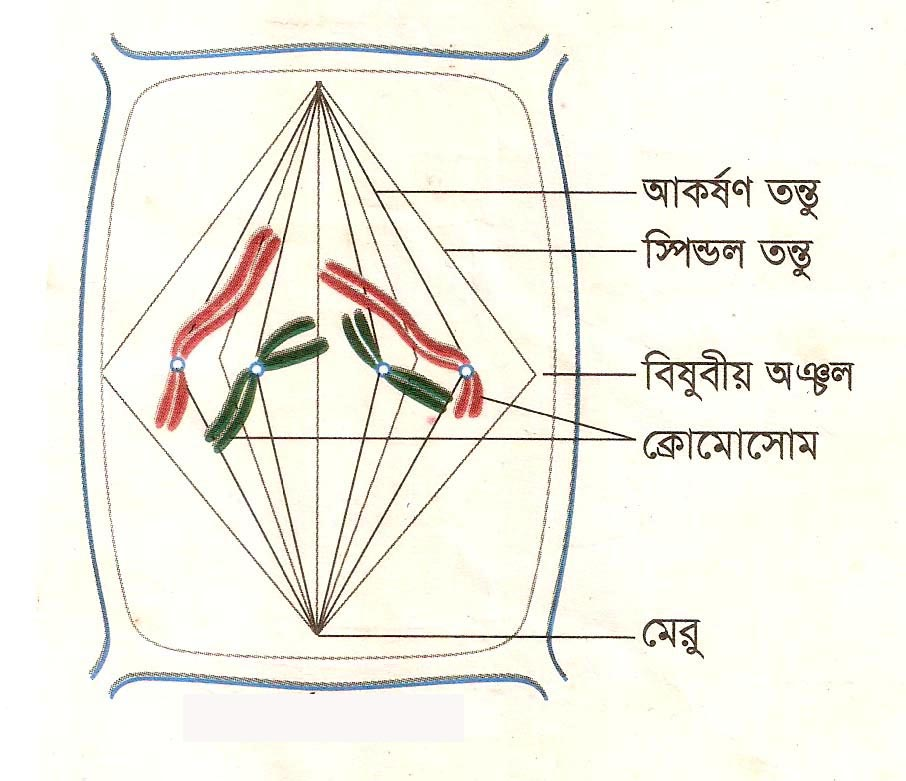 আকর্ষণ তন্তু
স্পিন্ডল তন্তু
বিষুবীয় অঞ্চল
ক্রোমোসোম
মেরু